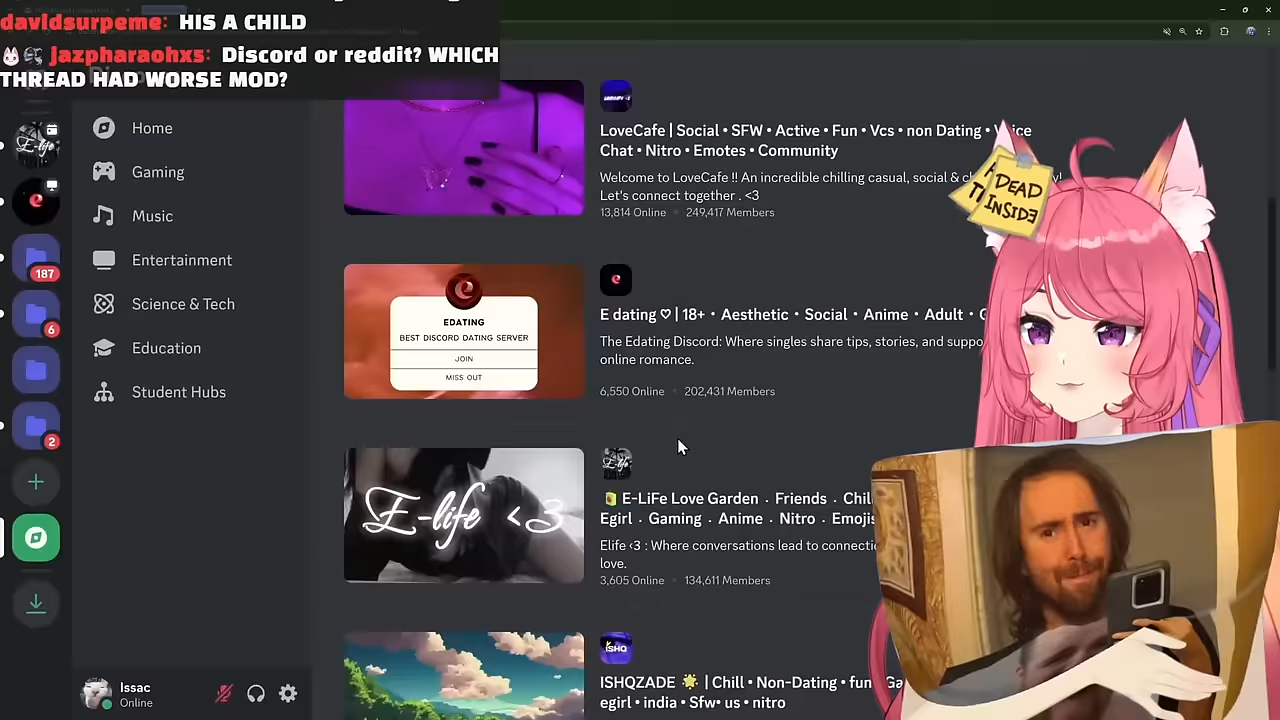 davidsurpeme: HIS A CHILD
Jazpharaohxs: Discord or reddit? WHICH
THREAD HAD WORSE MOD?
Home
Gaming
Music
Entertainment
Science & Tech
Education
Student Hubs
187
6
2
E-life
Issac
Online
LoveCafe | Social • SFW • Active • Fun • Vcs • non Dating • Voice
Chat • Nitro • Emotes • Community
Welcome to LoveCafe !! An incredible chilling casual, social &
Let's connect together . <3
13,814 Online • 249,417 Members
EDATING
BEST DISCORD DATING SERVER
JOIN
MISS OUT
E dating ♡ | 18+ • Aesthetic • Social • Anime • Adult •
The Edating Discord: Where singles share tips, stories, and
online romance.
6,550 Online • 202,431 Members
E-life <3
E-life
E-LiFe Love Garden . Friends .
Egirl . Gaming . Anime . Nitro . Emojis
Elife <3 : Where conversations lead to
love.
3,605 Online • 134,611 Members
ISHQ
ISHQZADE 🌟 | Chill • Non-Dating • fun
egirl • india • Sfw• us • nitro
DEAD
INSIDE